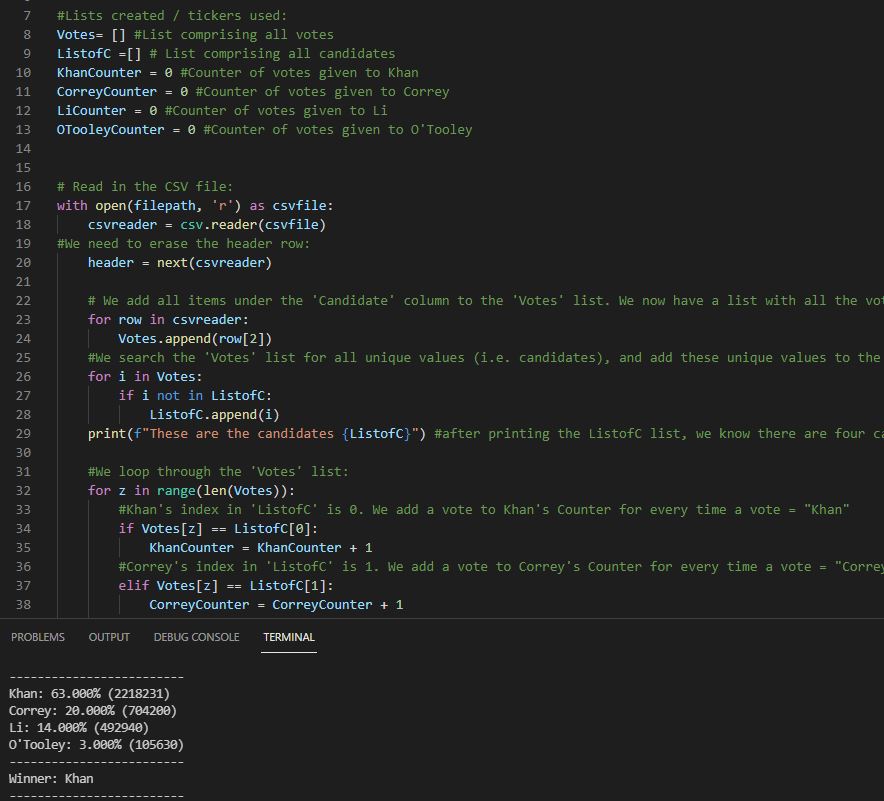 7 #Lists created / tickers used:
8 Votes= [] #List comprising all votes
9 ListofC =[] # List comprising all candidates
10 KhanCounter = 0 #Counter of votes given to Khan
11 CorreyCounter = 0 #Counter of votes given to Correy
12 LiCounter = 0 #Counter of votes given to Li
13 OTooleyCounter = 0 #Counter of votes given to O'Tooley
14
15
16 # Read in the CSV file:
17 with open(filepath, 'r') as csvfile:
18 csvreader = csv.reader(csvfile)
19 #We need to erase the header row:
20 header = next(csvreader)
21
22 # We add all items under the 'Candidate' column to the 'Votes' list. We now have a list with all the vot
23 for row in csvreader:
24 Votes.append(row[2])
25 #We search the 'Votes' list for all unique values (i.e. candidates), and add these unique values to the
26 for i in Votes:
27 if i not in ListofC:
28 ListofC.append(i)
29 print(f"These are the candidates {ListofC}") #after printing the ListofC list, we know there are four ca
30
31 #We loop through the 'Votes' list:
32 for z in range(len(Votes)):
33 #Khan's index in 'ListofC' is 0. We add a vote to Khan's Counter for every time a vote = "Khan"
34 if Votes[z] == ListofC[0]:
35 KhanCounter = KhanCounter + 1
36 #Correy's index in 'ListofC' is 1. We add a vote to Correy's Counter for every time a vote = "Correy
37 elif Votes[z] == ListofC[1]:
38 CorreyCounter = CorreyCounter + 1
PROBLEMS OUTPUT DEBUG CONSOLE TERMINAL
-------------------------
Khan: 63.000% (2218231)
Correy: 20.000% (704200)
Li: 14.000% (492940)
O'Tooley: 3.000% (105630)
-------------------------
Winner: Khan
-------------------------